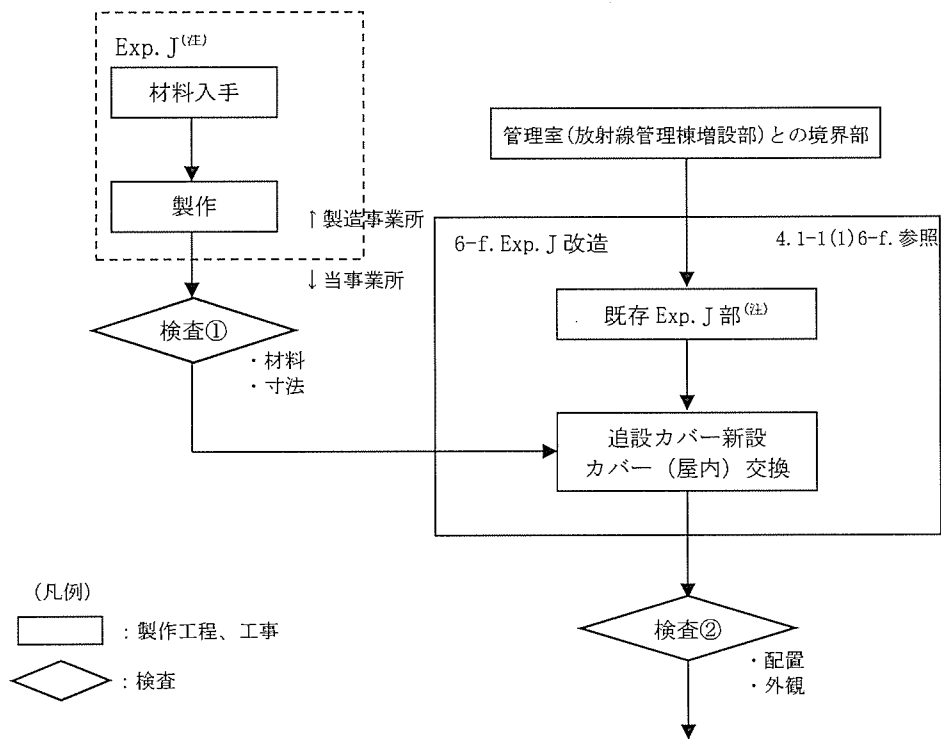 Exp. J(注)
材料入手
製作
↑製造事業所
↓当事業所
検査①
・材料
・寸法
管理室(放射線管理棟増設部)との境界部
6-f. Exp. J 改造
4.1-1(1)6-f. 参照
既存 Exp. J 部(注)
追設カバー新設
カバー（屋内）交換
検査②
・配置
・外観
(凡例)
：製作工程、工事
：検査